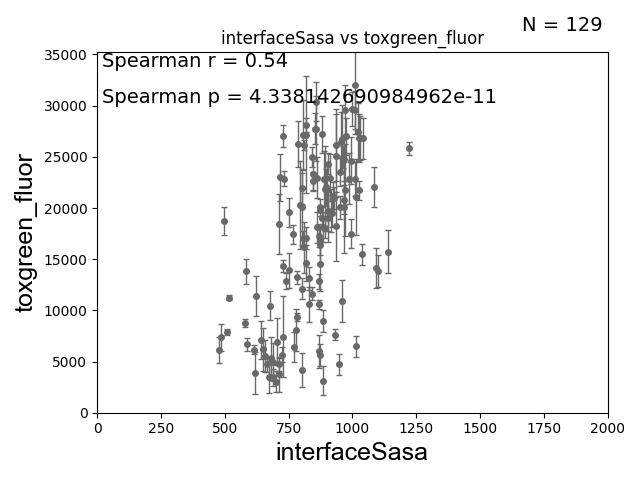 N = 129
interfaceSasa vs toxgreen_fluor
Spearman r = 0.54
Spearman p = 4.338142690984962e-11
toxgreen_fluor
35000
30000
25000
20000
15000
10000
5000
0
0 250 500 750 1000 1250 1500 1750 2000
interfaceSasa